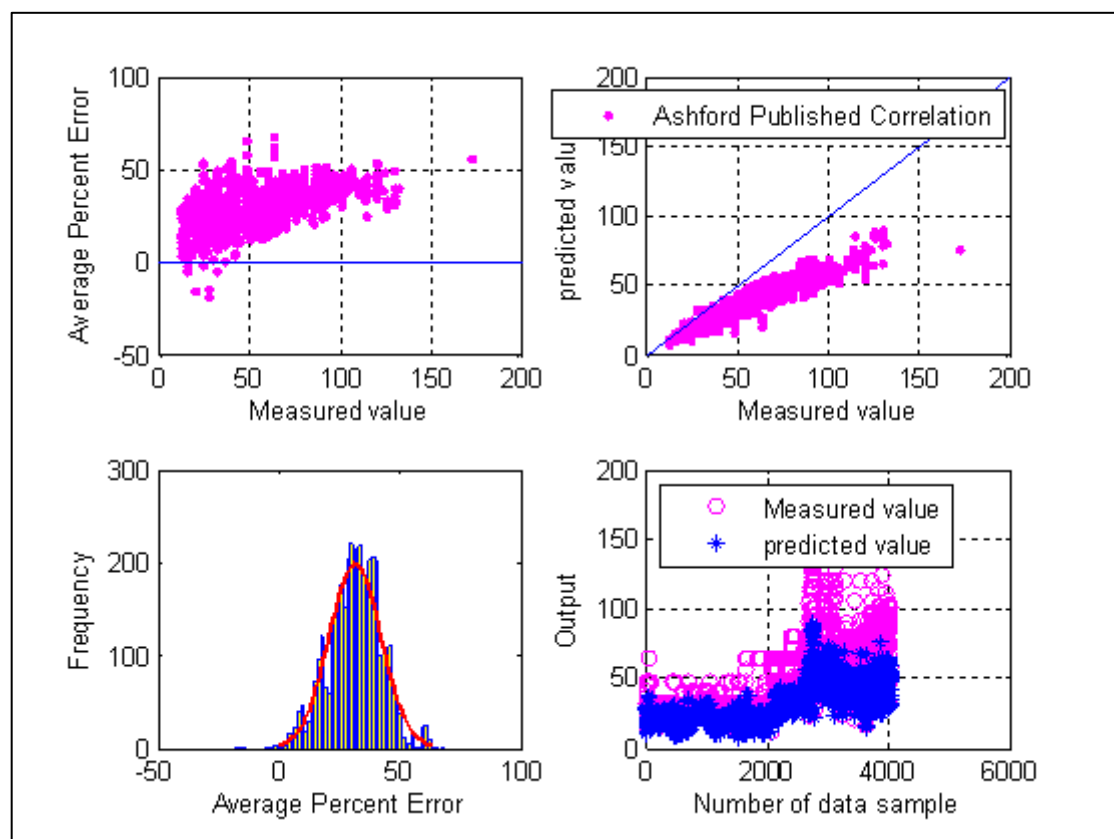 100
50
0
-50
Average Percent Error
0 50 100 150 200
Measured value
200
150
100
50
0
predicted valu
Ashford Published Correlation
0 50 100 150 200
Measured value
300
200
100
0
Frequency
-50 0 50 100
Average Percent Error
200
150
100
50
0
Output
Measured value
predicted value
0 2000 4000 6000
Number of data sample